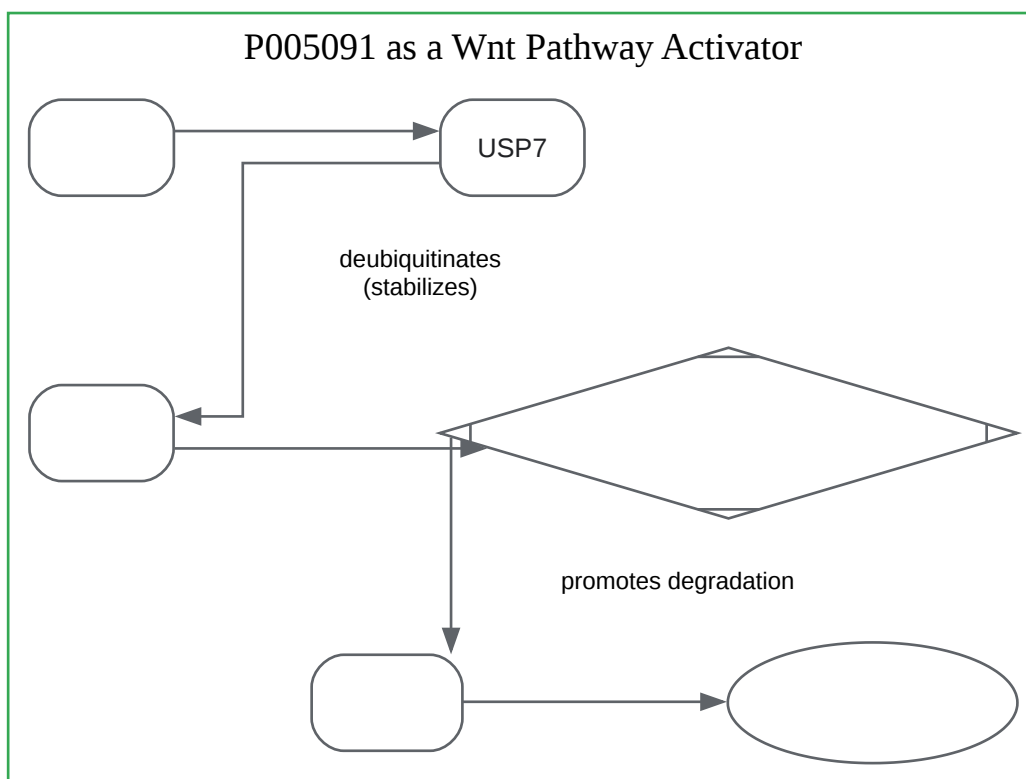 P005091 as a Wnt Pathway Activator
USP7
deubiquitinates
(stabilizes)
promotes degradation